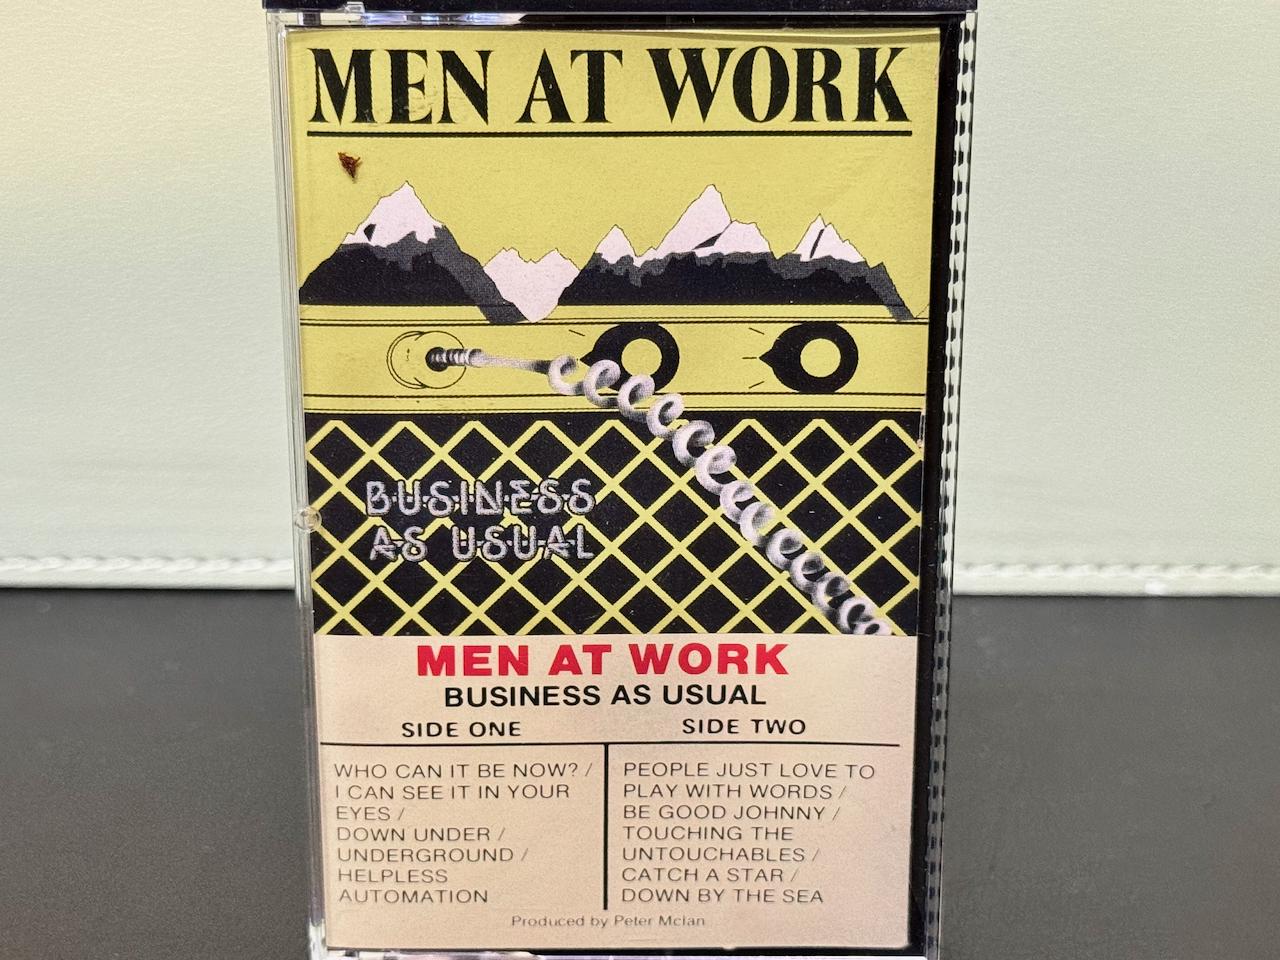 MEN AT WORK
BUSINESS
AS USUAL
MEN AT WORK
BUSINESS AS USUAL
SIDE ONE
WHO CAN IT BE NOW? /
I CAN SEE IT IN YOUR
EYES /
DOWN UNDER /
UNDERGROUND /
HELPLESS
AUTOMATION
SIDE TWO
PEOPLE JUST LOVE TO
PLAY WITH WORDS /
BE GOOD JOHNNY /
TOUCHING THE
UNTOUCHABLES /
CATCH A STAR /
DOWN BY THE SEA
Produced by Peter McIan